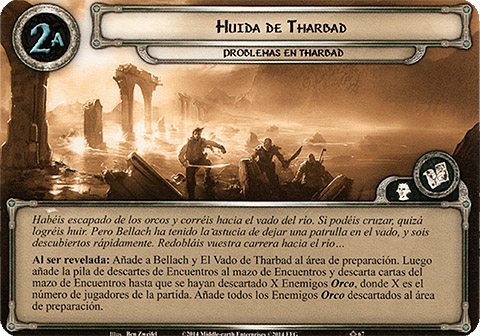 2A
Huida de Tharbad
Problemas en Tharbad
Habéis escapado de los orcos y corréis hacia el vado del río. Si podéis cruzar, quizá
logréis huir. Pero Bellach ha tenido la astucia de dejar una patrulla en el vado, y sois
descubiertos rápidamente. Redobláis vuestra carrera hacia el río...
Al ser revelada: Añade a Bellach y El Vado de Tharbad al área de preparación. Luego
añade la pila de descartes de Encuentros al mazo de Encuentros y descarta cartas del
mazo de Encuentros hasta que se hayan descartado X Enemigos Orco, donde X es el
número de jugadores de la partida. Añade todos los Enemigos Orco descartados al
área de preparación.
Illus. Ben Zweifel ©2014 Middle-earth Enterprises ©2014 FFG 67